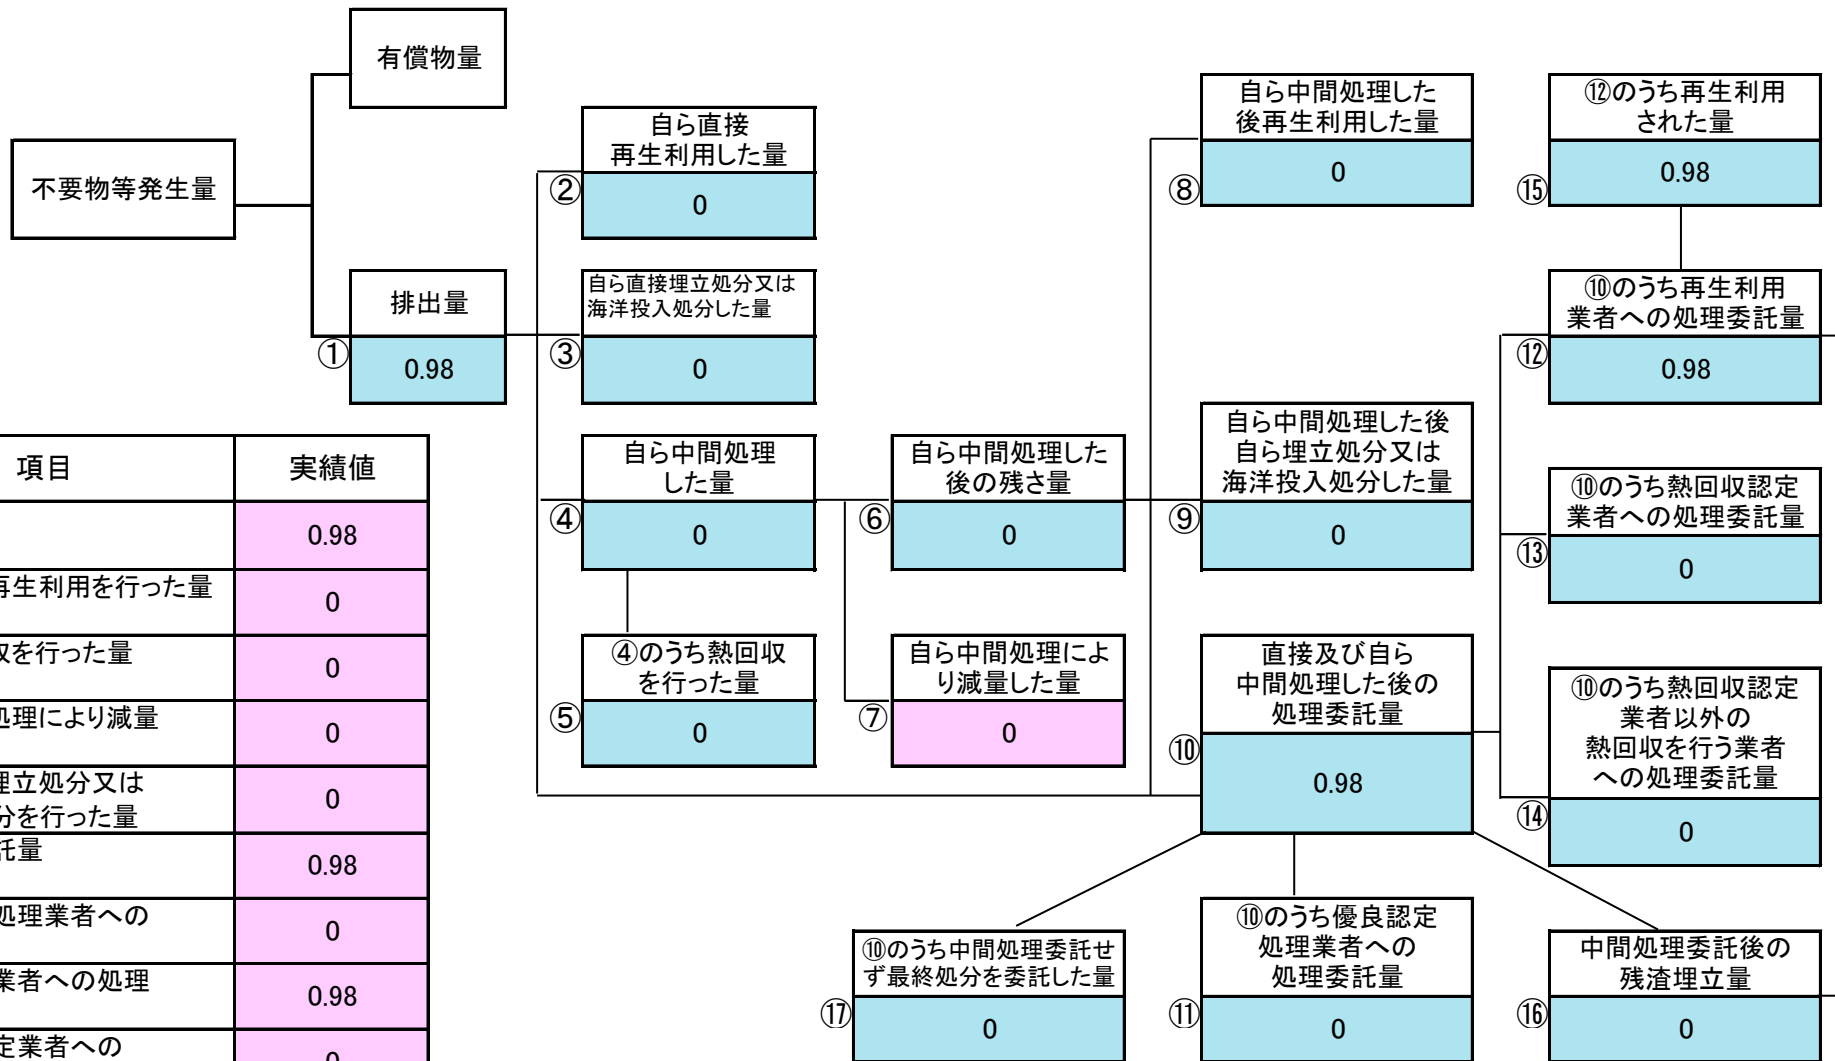 有償物量
不要物等発生量
排出量
①
0.98
自ら直接
再生利用した量
②
0
自ら直接埋立処分又は
海洋投入処分した量
③
0
自ら中間処理
した量
④
0
④のうち熱回収
を行った量
⑤
0
自ら中間処理した
後の残さ量
⑥
0
自ら中間処理によ
り減量した量
⑦
0
自ら中間処理した
後再生利用した量
⑧
0
自ら中間処理した後
自ら埋立処分又は
海洋投入処分した量
⑨
0
直接及び自ら
中間処理した後の
処理委託量
⑩
0.98
⑫のうち再生利用
された量
⑮
0.98
⑩のうち再生利用
業者への処理委託量
⑫
0.98
⑩のうち熱回収認定
業者への処理委託量
⑬
0
⑩のうち熱回収認定
業者以外の
熱回収を行う業者
への処理委託量
⑭
0
⑩のうち中間処理委託せ
ず最終処分を委託した量
⑰
0
⑩のうち優良認定
処理業者への
処理委託量
⑪
0
中間処理委託後の
残渣埋立量
⑯
0
項目 実績値
0.98
再生利用を行った量 0
を行った量 0
処理により減量 0
埋立処分又は
分を行った量 0
託量 0.98
処理業者への 0
業者への処理 0.98
定業者への 0